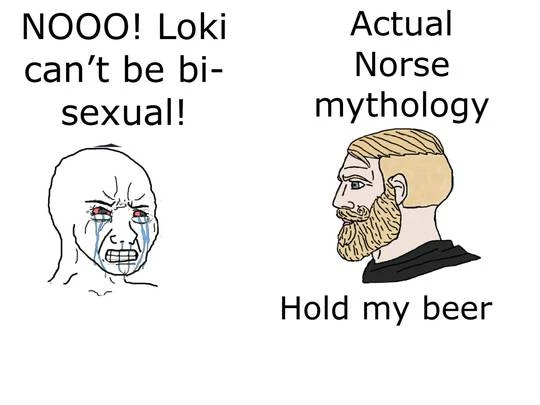 NOOO! Loki
can't be bi-
sexual!
Actual
Norse
mythology
Hold my beer